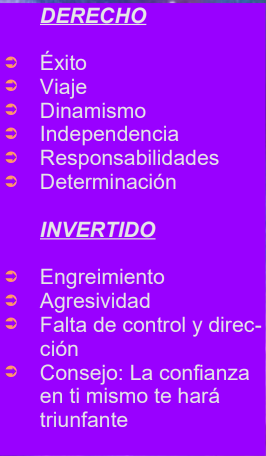 DERECHO
Éxito
Viaje
Dinamismo
Independencia
Responsabilidades
Determinación
INVERTIDO
Engreimiento
Agresividad
Falta de control y direc-
ción
Consejo: La confianza
en ti mismo te hará
triunfante